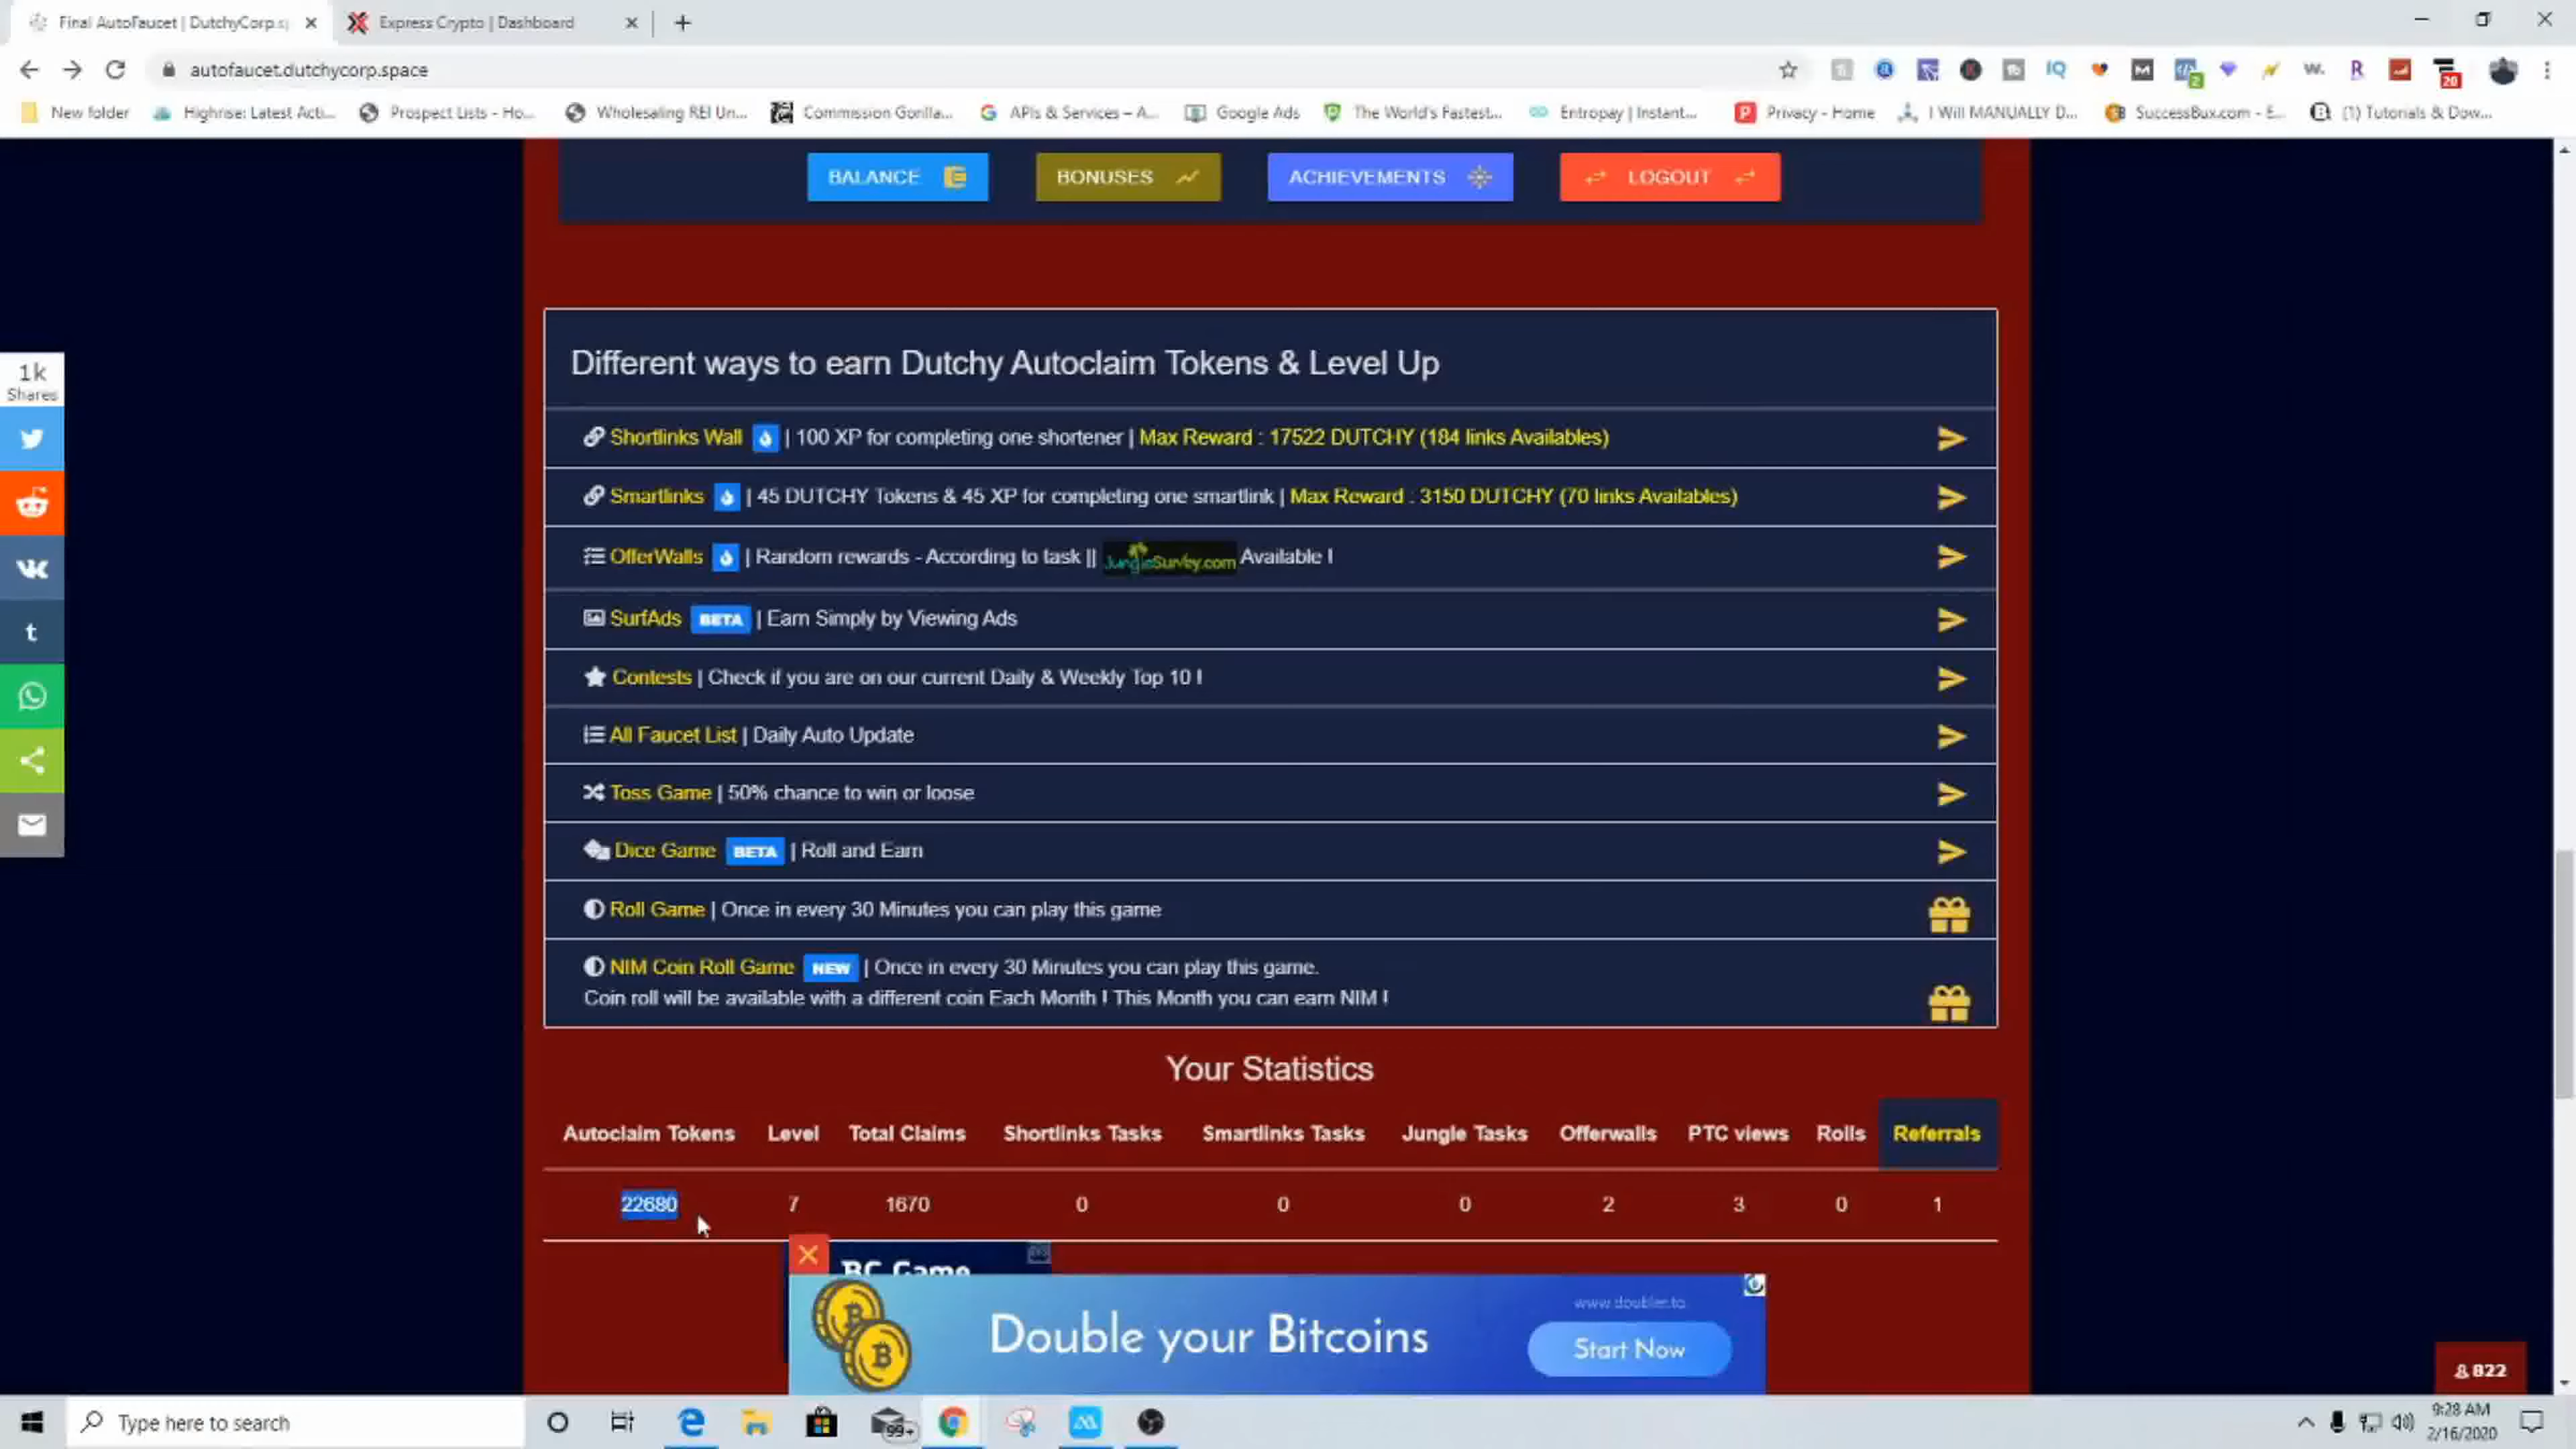 Final AutoFaucet | DutchyCorp.s
Express Crypto | Dashboard
autofaucet.dutchycorp.space
20
New folder
Highrise: Latest Acti...
Prospect Lists - Ho...
Wholesaling REI Un...
Commission Gorilla...
APIs & Services – A...
Google Ads
The World's Fastest...
Entropay | Instant...
Privacy - Home
I Will MANUALLY D...
SuccessBux.com - E...
(1) Tutorials & Dow...
BALANCE
BONUSES
ACHIEVEMENTS
LOGOUT
1k
Shares
Different ways to earn Dutchy Autoclaim Tokens & Level Up
Shortlinks Wall | 100 XP for completing one shortener | Max Reward : 17522 DUTCHY (184 links Availables)
Smartlinks | 45 DUTCHY Tokens & 45 XP for completing one smartlink | Max Reward : 3150 DUTCHY (70 links Availables)
OfferWalls | Random rewards - According to task || JungleSurvey.com Available !
SurfAds BETA | Earn Simply by Viewing Ads
Contests | Check if you are on our current Daily & Weekly Top 10 !
All Faucet List | Daily Auto Update
Toss Game | 50% chance to win or loose
Dice Game BETA | Roll and Earn
Roll Game | Once in every 30 Minutes you can play this game
NIM Coin Roll Game NEW | Once in every 30 Minutes you can play this game.
Coin roll will be available with a different coin Each Month ! This Month you can earn NIM !
Your Statistics
Autoclaim Tokens Level Total Claims Shortlinks Tasks Smartlinks Tasks Jungle Tasks Offerwalls PTC views Rolls Referrals
22680 7 1670 0 0 0 2 3 0 1
BC Game
www.doubler.to
Double your Bitcoins
Start Now
822
Type here to search
99+
9:28 AM
2/16/2020